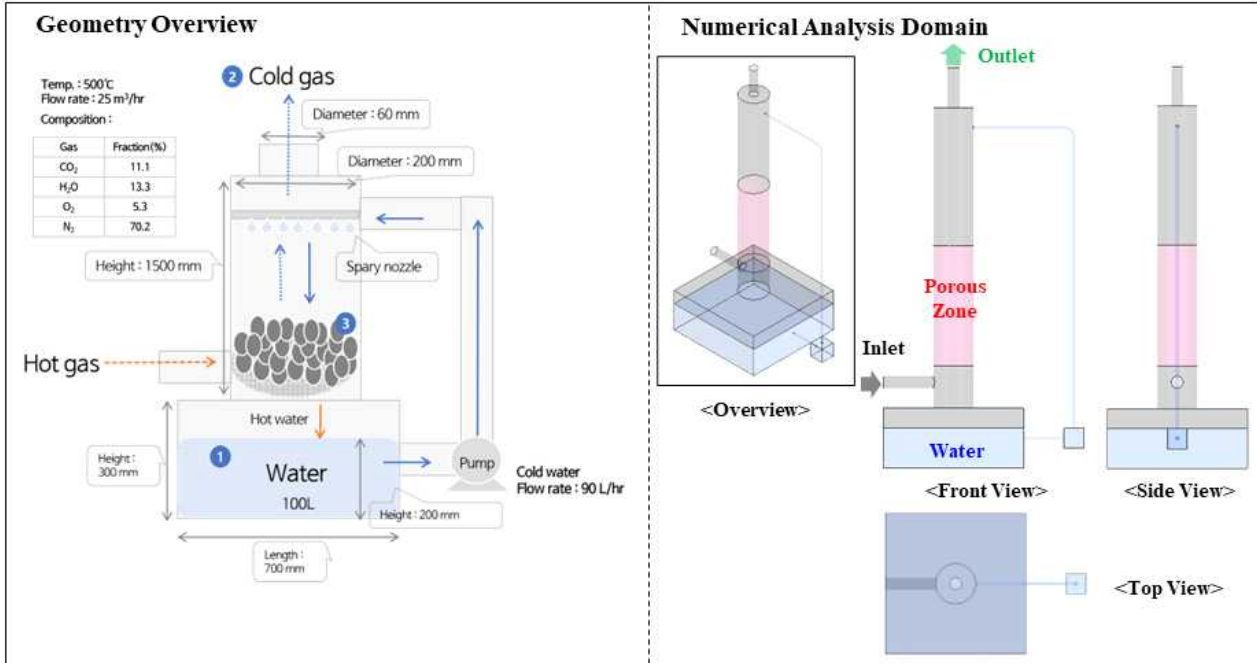 Geometry Overview
Temp. : 500℃
Flow rate : 25 m³/hr
Composition :
Gas Fraction(%)
CO₂ 11.1
H₂O 13.3
O₂ 5.3
N₂ 70.2
2 Cold gas
Diameter : 60 mm
Diameter : 200 mm
Height : 1500 mm
Spary nozzle
3
Hot gas
Hot water
Height :
300 mm
1
Water
100L
Pump
Cold water
Flow rate : 90 L/hr
Height : 200 mm
Length :
700 mm
Numerical Analysis Domain
Outlet
Porous
Zone
Inlet
<Overview>
Water
<Front View>
<Side View>
<Top View>